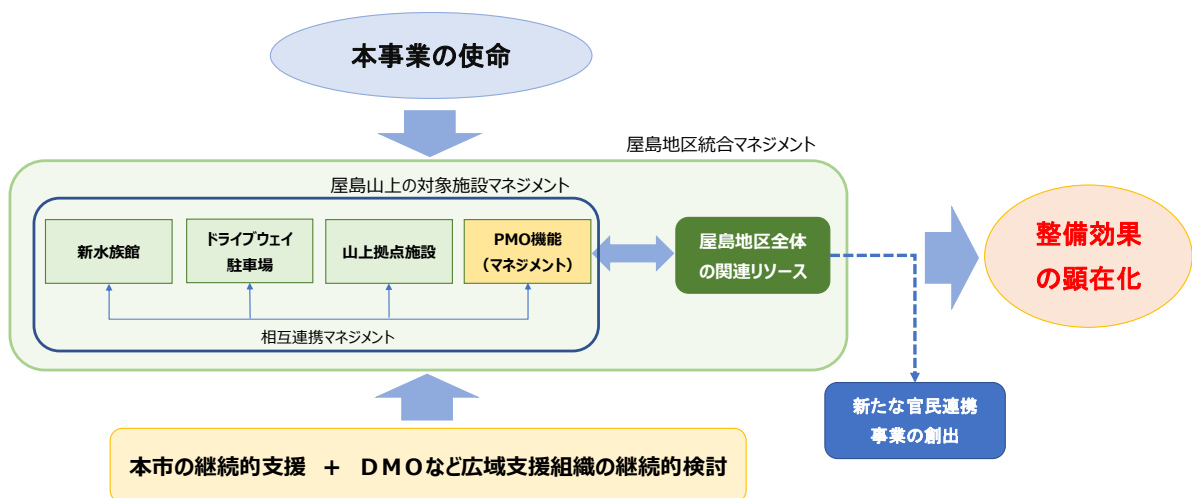 本事業の使命
屋島地区統合マネジメント
屋島山上の対象施設マネジメント
新水族館
ドライブウェイ
駐車場
山上拠点施設
PMO機能
（マネジメント）
相互連携マネジメント
屋島地区全体
の関連リソース
整備効果
の顕在化
新たな官民連携
事業の創出
本市の継続的支援 + DMOなど広域支援組織の継続的検討